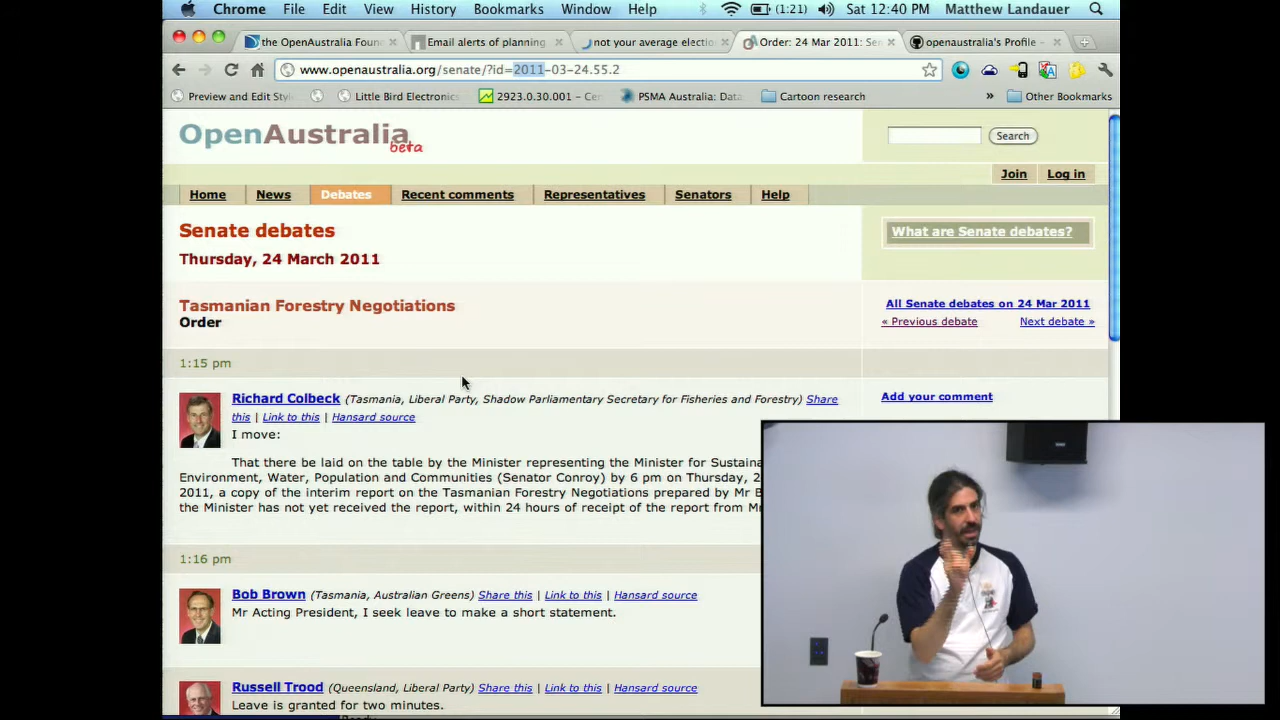 Chrome File Edit View History Bookmarks Window Help (1:21) Sat 12:40 PM Matthew Landauer
the OpenAustralia Foun Email alerts of planning not your average electio Order: 24 Mar 2011: Sen openaustralia's Profile -
www.openaustralia.org/senate/?id=2011-03-24.55.2
Preview and Edit Styl Little Bird Electronics 2923.0.30.001 - Cen PSMA Australia: Data Cartoon research » Other Bookmarks
OpenAustralia
beta
Search
Join Log in
Home News Debates Recent comments Representatives Senators Help
Senate debates
What are Senate debates?
Thursday, 24 March 2011
Tasmanian Forestry Negotiations
All Senate debates on 24 Mar 2011
Order
« Previous debate Next debate »
1:15 pm
Richard Colbeck (Tasmania, Liberal Party, Shadow Parliamentary Secretary for Fisheries and Forestry) Share
Add your comment
this | Link to this | Hansard source
I move:
That there be laid on the table by the Minister representing the Minister for Sustaina
Environment, Water, Population and Communities (Senator Conroy) by 6 pm on Thursday, 2
2011, a copy of the interim report on the Tasmanian Forestry Negotiations prepared by Mr B
the Minister has not yet received the report, within 24 hours of receipt of the report from Mr
1:16 pm
Bob Brown (Tasmania, Australian Greens) Share this | Link to this | Hansard source
Mr Acting President, I seek leave to make a short statement.
Russell Trood (Queensland, Liberal Party) Share this | Link to this | Hansard source
Leave is granted for two minutes.